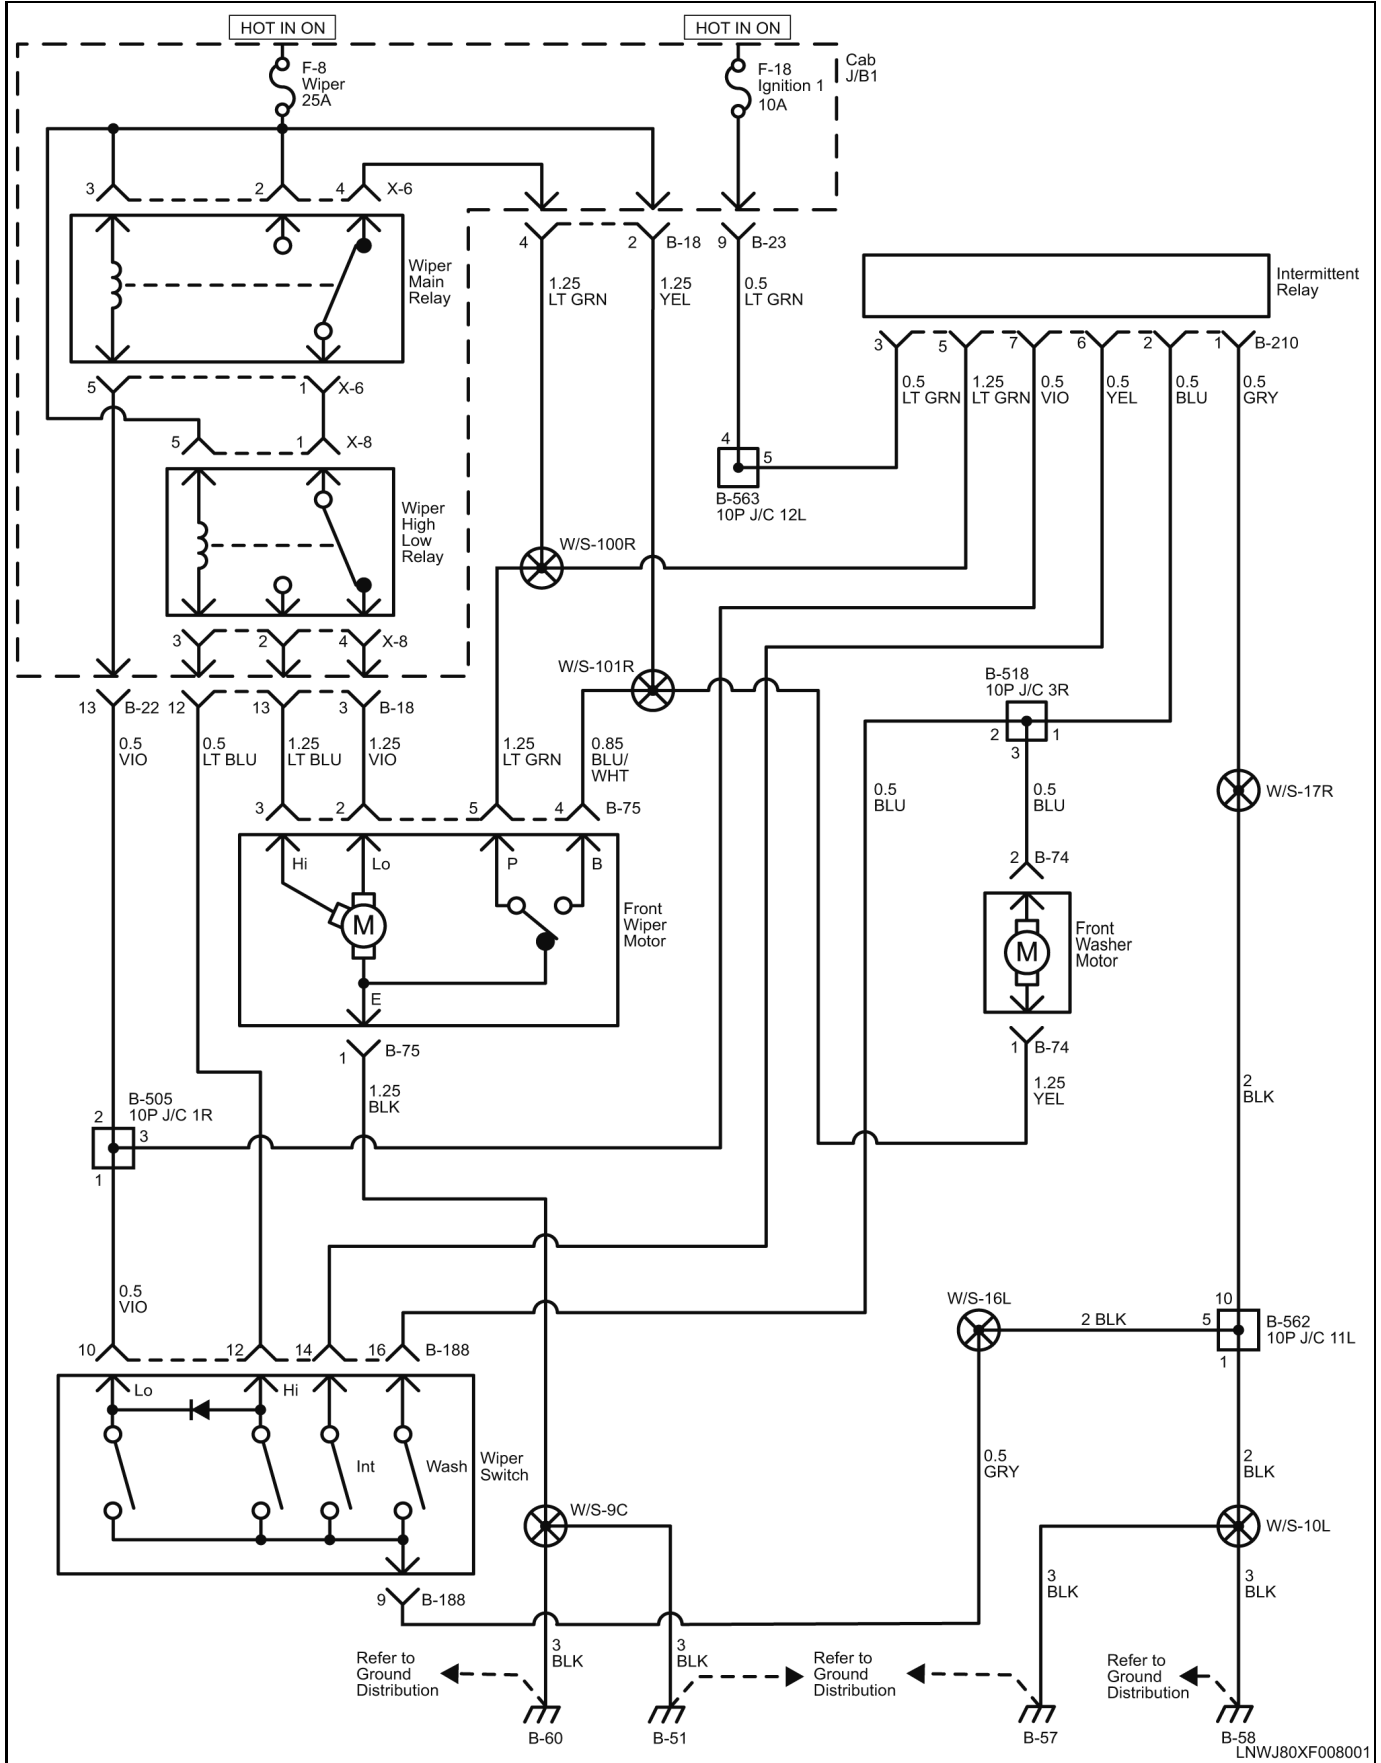 HOT IN ON
HOT IN ON
F-8
Wiper
25A
F-18
Ignition 1
10A
Cab
J/B1
3
2
4
X-6
4
2
B-18
9
B-23
Wiper
Main
Relay
1.25
LT GRN
1.25
YEL
0.5
LT GRN
Intermittent
Relay
3
5
7
6
2
1
B-210
5
1
X-6
0.5
LT GRN
1.25
LT GRN
0.5
VIO
0.5
YEL
0.5
BLU
0.5
GRY
5
1
X-8
4
5
B-563
10P J/C 12L
Wiper
High
Low
Relay
W/S-100R
3
2
4
X-8
W/S-101R
B-518
10P J/C 3R
2
1
3
13
B-22
12
13
3
B-18
0.5
VIO
0.5
LT BLU
1.25
LT BLU
1.25
VIO
1.25
LT GRN
0.85
BLU/
WHT
0.5
BLU
0.5
BLU
W/S-17R
3
2
5
4
B-75
2
B-74
Hi
Lo
P
B
M
Front
Wiper
Motor
M
Front
Washer
Motor
E
1
B-75
1
B-74
1.25
BLK
1.25
YEL
2
BLK
B-505
10P J/C 1R
2
3
1
0.5
VIO
W/S-16L
2 BLK
10
5
1
B-562
10P J/C 11L
10
12
14
16
B-188
Lo
Hi
Int
Wash
Wiper
Switch
0.5
GRY
2
BLK
W/S-9C
W/S-10L
9
B-188
3
BLK
3
BLK
3
BLK
3
BLK
Refer to
Ground
Distribution
Refer to
Ground
Distribution
Refer to
Ground
Distribution
B-60
B-51
B-57
B-58
LNWJ80XF008001